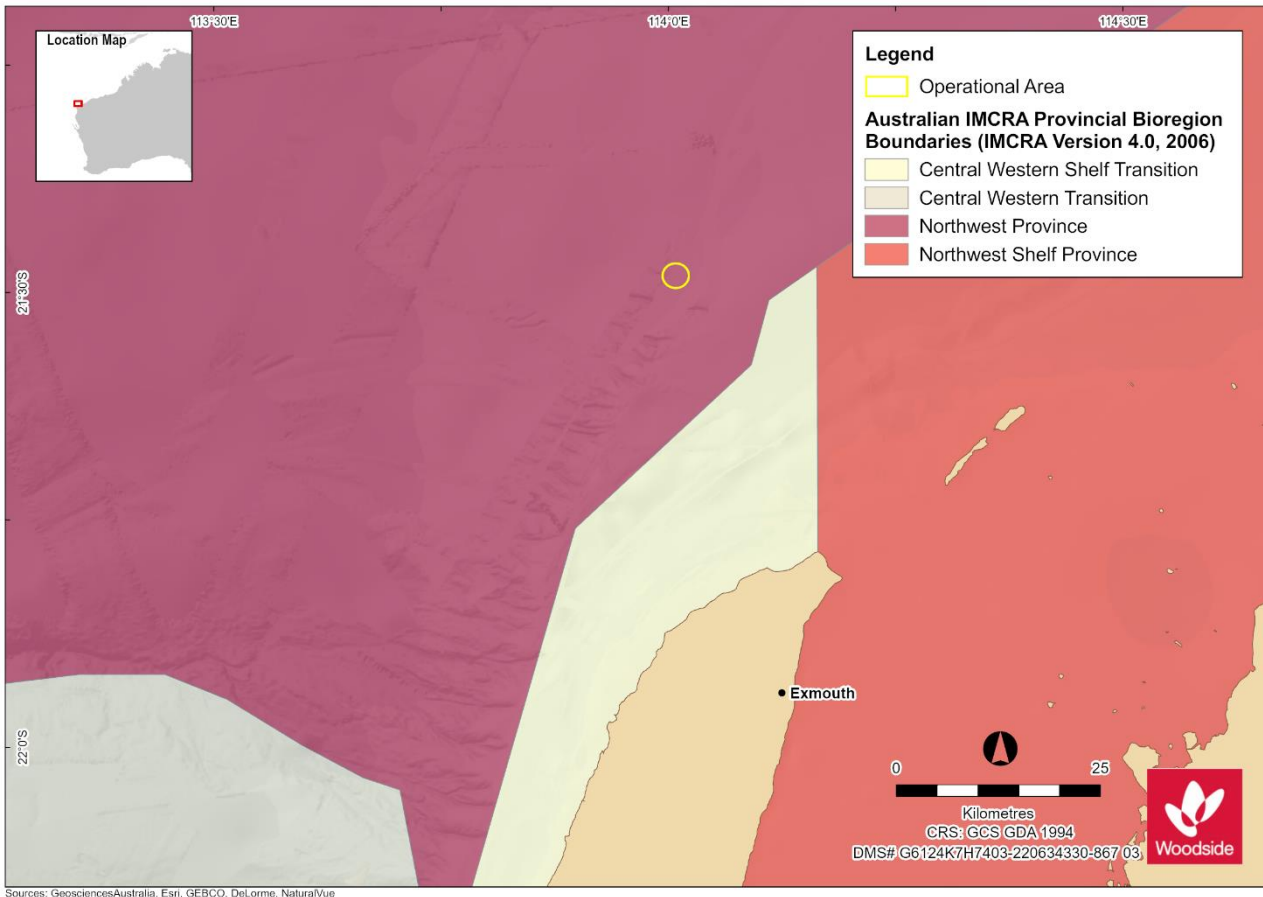 113°30'E
114°0'E
114°30'E
Location Map
Legend
Operational Area
Australian IMCRA Provincial Bioregion
Boundaries (IMCRA Version 4.0, 2006)
Central Western Shelf Transition
Central Western Transition
Northwest Province
Northwest Shelf Province
21°30'S
Exmouth
22°0'S
0 25
Kilometres
CRS: GCS GDA 1994
DMS# G6124K7H7403-220634330-867 03
Woodside
Sources: GeosciencesAustralia, Esri, GEBCO, DeLorme, NaturalVue